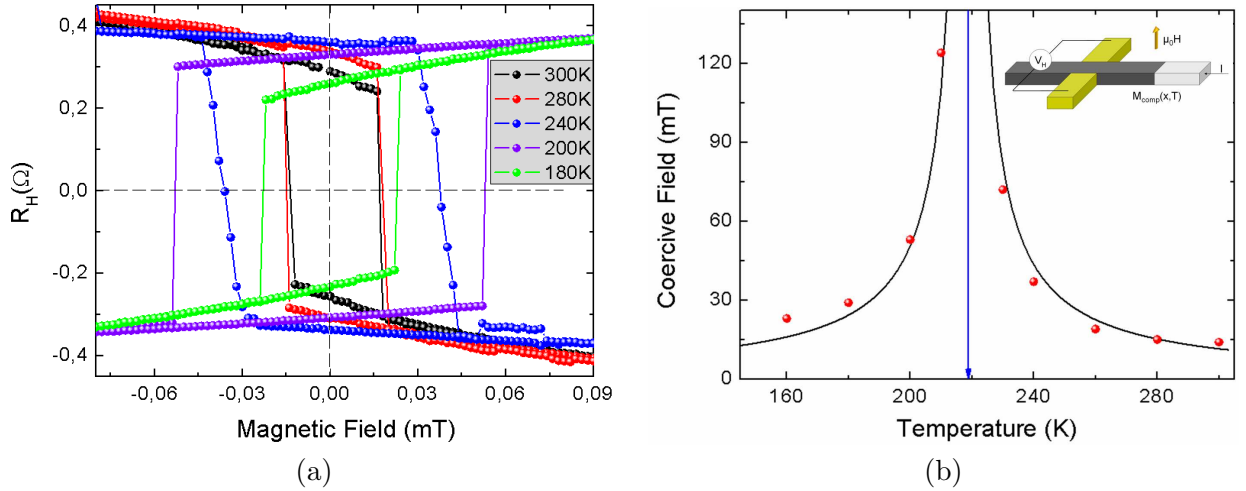 0,4
0,2
0,0
-0,2
-0,4
R_H(Ω)
300K
280K
240K
200K
180K
-0,06 -0,03 0,00 0,03 0,06 0,09
Magnetic Field (mT)
(a)
120
90
60
30
0
Coercive Field (mT)
V_H
μ₀H
I
M_comp(x,T)
160 200 240 280
Temperature (K)
(b)